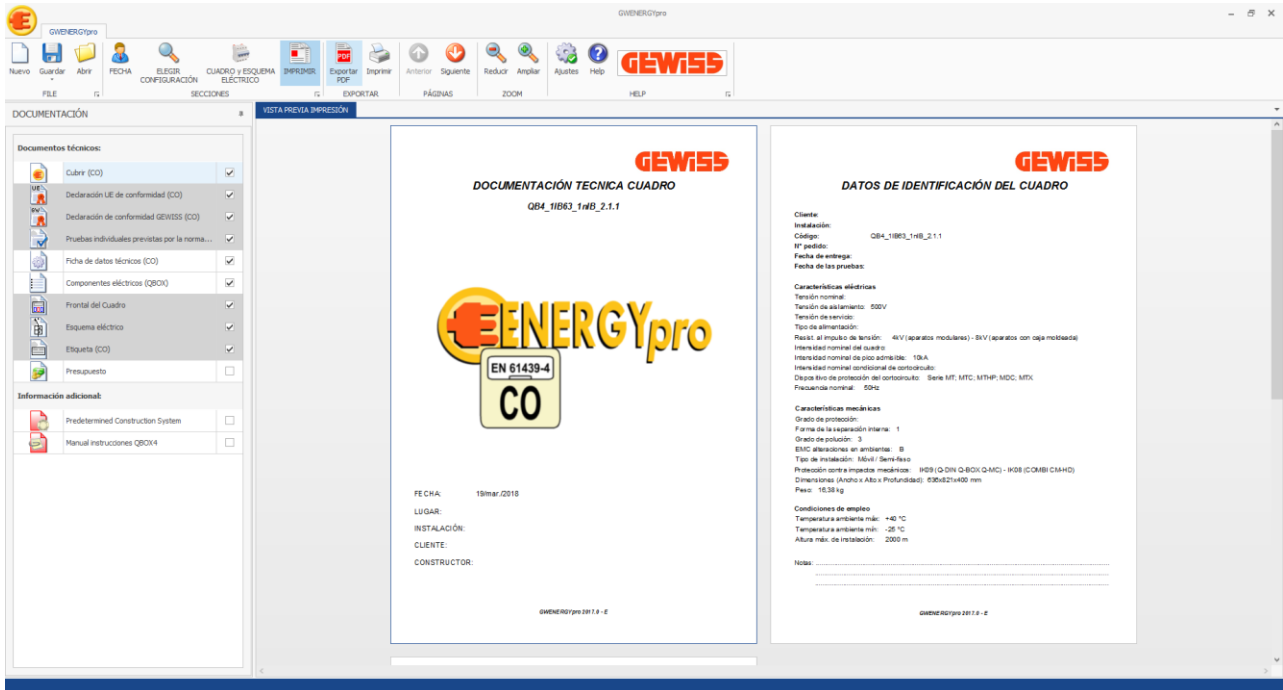 GWENERGYpro
GWENERGYpro
Nuevo Guardar Abrir FECHA ELEGIR CONFIGURACIÓN CUADRO y ESQUEMA ELÉCTRICO IMPRIMIR Exportar PDF Imprimir Anterior Siguiente Reducir Ampliar Ajustes Help GEWISS
FILE SECCIONES EXPORTAR PÁGINAS ZOOM HELP
DOCUMENTACIÓN
VISTA PREVIA IMPRESIÓN
Documentos técnicos:
Cubrir (CO)
Declaración UE de conformidad (CO)
Declaración de conformidad GEWISS (CO)
Pruebas individuales previstas por la norma...
Ficha de datos técnicos (CO)
Componentes eléctricos (QBOX)
Frontal del Cuadro
Esquema eléctrico
Etiqueta (CO)
Presupuesto
Información adicional:
Predetermined Construction System
Manual instrucciones QBOX4
GEWISS
DOCUMENTACIÓN TECNICA CUADRO
QB4_1IB63_1nIB_2.1.1
ENERGYpro
EN 61439-4
CO
FECHA: 19/mar./2018
LUGAR:
INSTALACIÓN:
CLIENTE:
CONSTRUCTOR:
GWENERGYpro 2017.0 - E
GEWISS
DATOS DE IDENTIFICACIÓN DEL CUADRO
Cliente:
Instalación:
Código: QB4_1IB63_1nIB_2.1.1
N° pedido:
Fecha de entrega:
Fecha de las pruebas:
Características eléctricas
Tensión nominal:
Tensión de aislamiento: 500V
Tensión de servicio:
Tipo de alimentación:
Resist. al impulso de tensión: 4kV (aparatos modulares) - 8kV (aparatos con caja moldeada)
Intensidad nominal del cuadro:
Intensidad nominal de pico admisible: 10kA
Intensidad nominal condicional de cortocircuito:
Dispositivo de protección del cortocircuito: Serie MT; MTC; MTHP; MDC; MTX
Frecuencia nominal: 50Hz
Características mecánicas
Grado de protección:
Forma de la separación interna: 1
Grado de polución: 3
EMC alteraciones en ambientes: B
Tipo de instalación: Móvil / Semi-fisso
Protección contra impactos mecánicos: IK09 (Q-DIN Q-BOX Q-MC) - IK08 (COMBI CM-HD)
Dimensiones (Ancho x Alto x Profundidad): 636x821x400 mm
Peso: 16,38 kg
Condiciones de empleo
Temperatura ambiente máx: +40 °C
Temperatura ambiente mín: -25 °C
Altura máx. de instalación: 2000 m
Notas:
GWENERGYpro 2017.0 - E